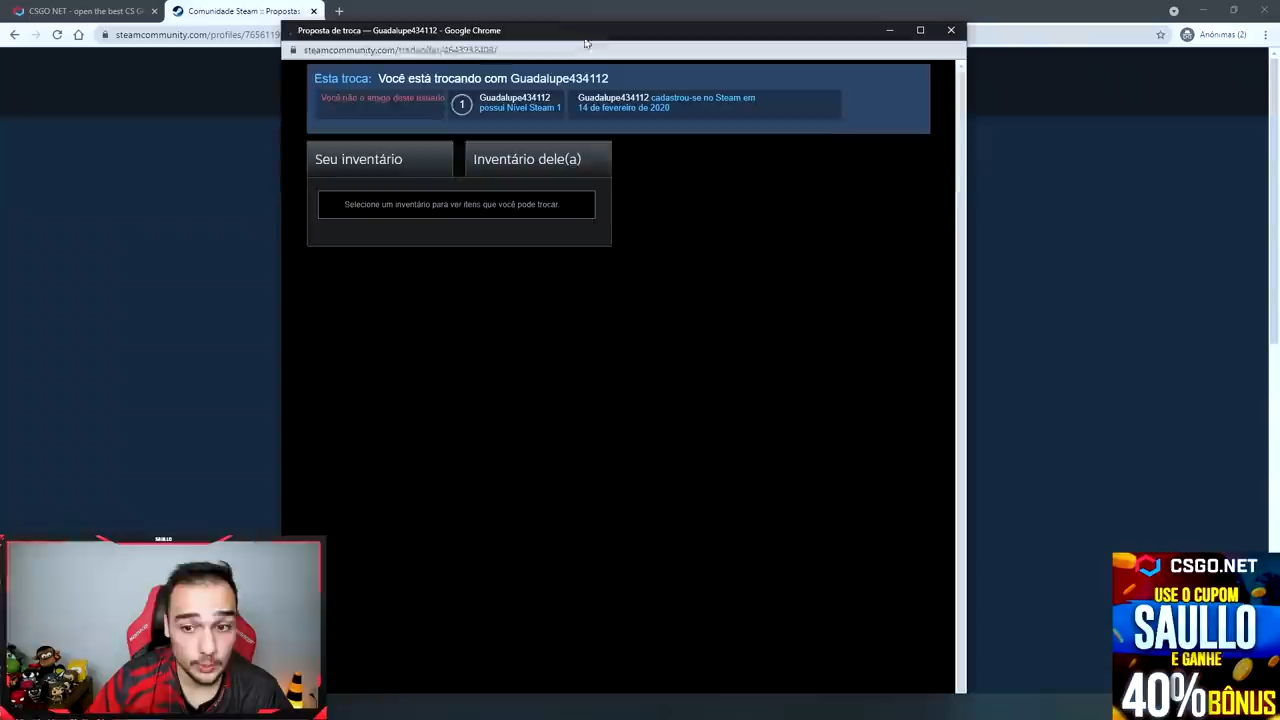 CSGO.NET - open the best CS G
Comunidade Steam :: Proposta:
steamcommunity.com/profiles/7656119
Anónimas (2)
Proposta de troca — Guadalupe434112 - Google Chrome
steamcommunity.com/
Esta troca: Você está trocando com Guadalupe434112
Você não é amigo deste usuário
1
Guadalupe434112
possui Nível Steam 1
Guadalupe434112 cadastrou-se no Steam em
14 de fevereiro de 2020
Seu inventário
Inventário dele(a)
Selecione um inventário para ver itens que você pode trocar.
SAULLO
CSGO.NET
USE O CUPOM
SAULLO
E GANHE
40% BÔNUS